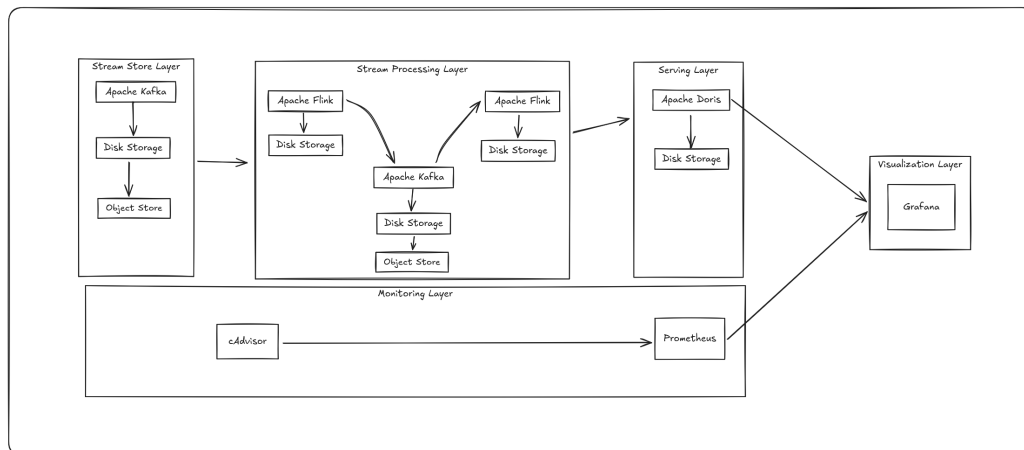 Stream Store Layer
Apache Kafka
Disk Storage
Object Store
Stream Processing Layer
Apache Flink
Disk Storage
Apache Kafka
Disk Storage
Object Store
Apache Flink
Disk Storage
Serving Layer
Apache Doris
Disk Storage
Visualization Layer
Grafana
Monitoring Layer
cAdvisor
Prometheus